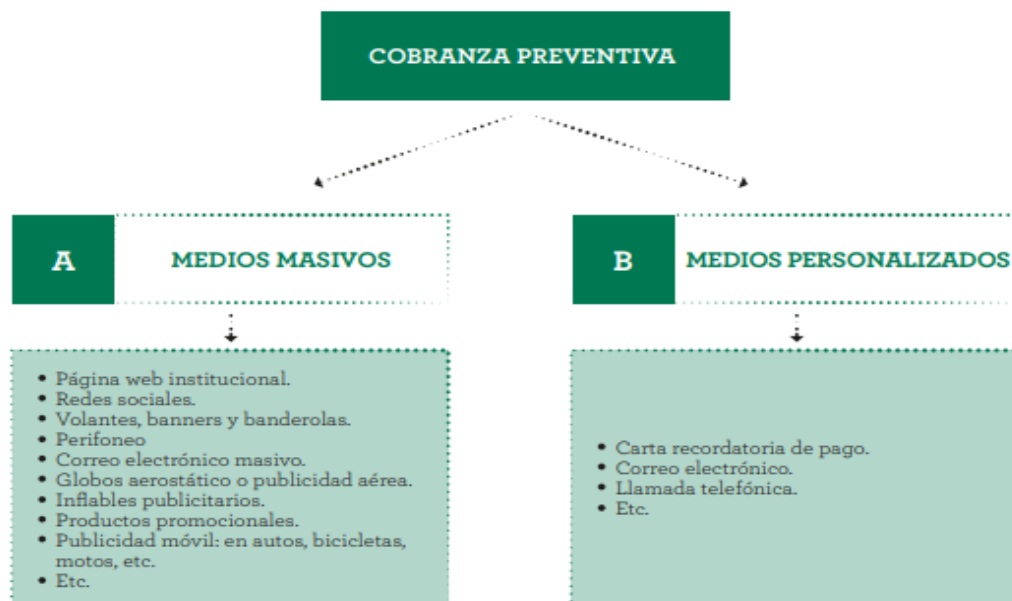 COBRANZA PREVENTIVA
A
MEDIOS MASIVOS
• Página web institucional.
• Redes sociales.
• Volantes, banners y banderolas.
• Perifoneo
• Correo electrónico masivo.
• Globos aerostático o publicidad aérea.
• Inflables publicitarios.
• Productos promocionales.
• Publicidad móvil: en autos, bicicletas,
motos, etc.
• Etc.
B
MEDIOS PERSONALIZADOS
• Carta recordatoria de pago.
• Correo electrónico.
• Llamada telefónica.
• Etc.